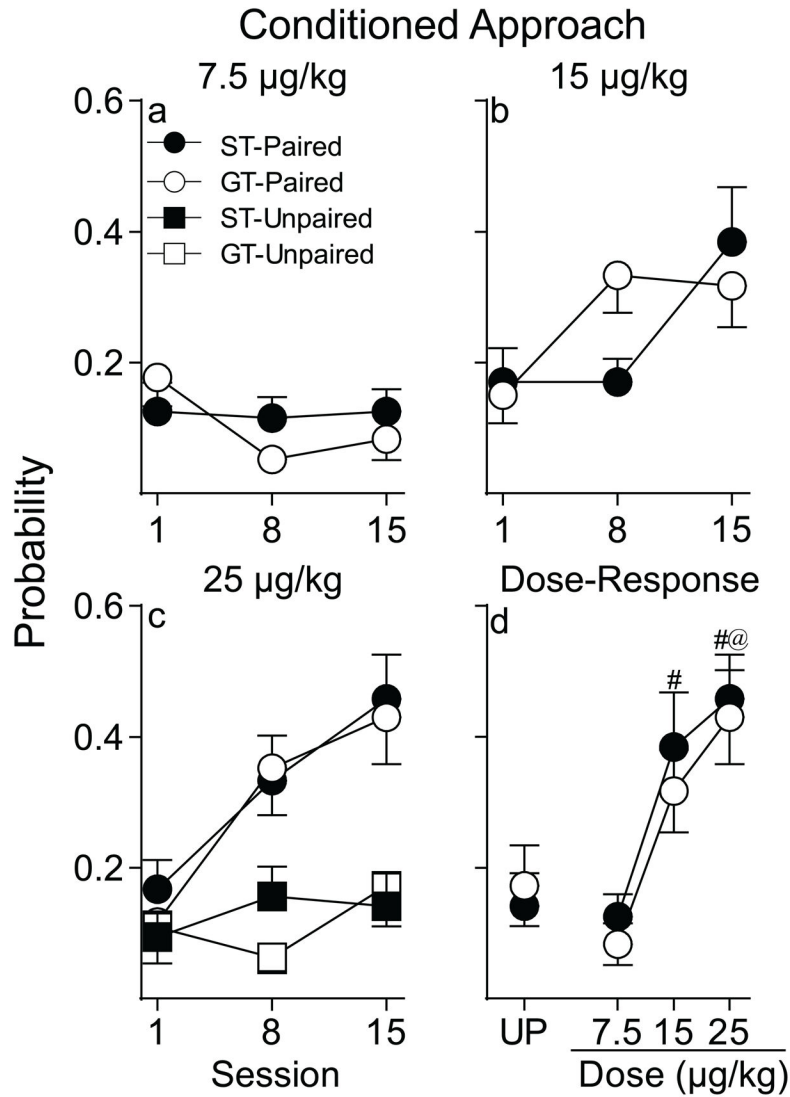 Conditioned Approach
7.5 µg/kg
15 µg/kg
0.6
a
b
ST-Paired
GT-Paired
ST-Unpaired
GT-Unpaired
0.4
0.2
1 8 15
1 8 15
Probability
25 µg/kg
Dose-Response
0.6
c
d
#@
#
0.4
0.2
1 8 15
UP 7.5 15 25
Session
Dose (µg/kg)